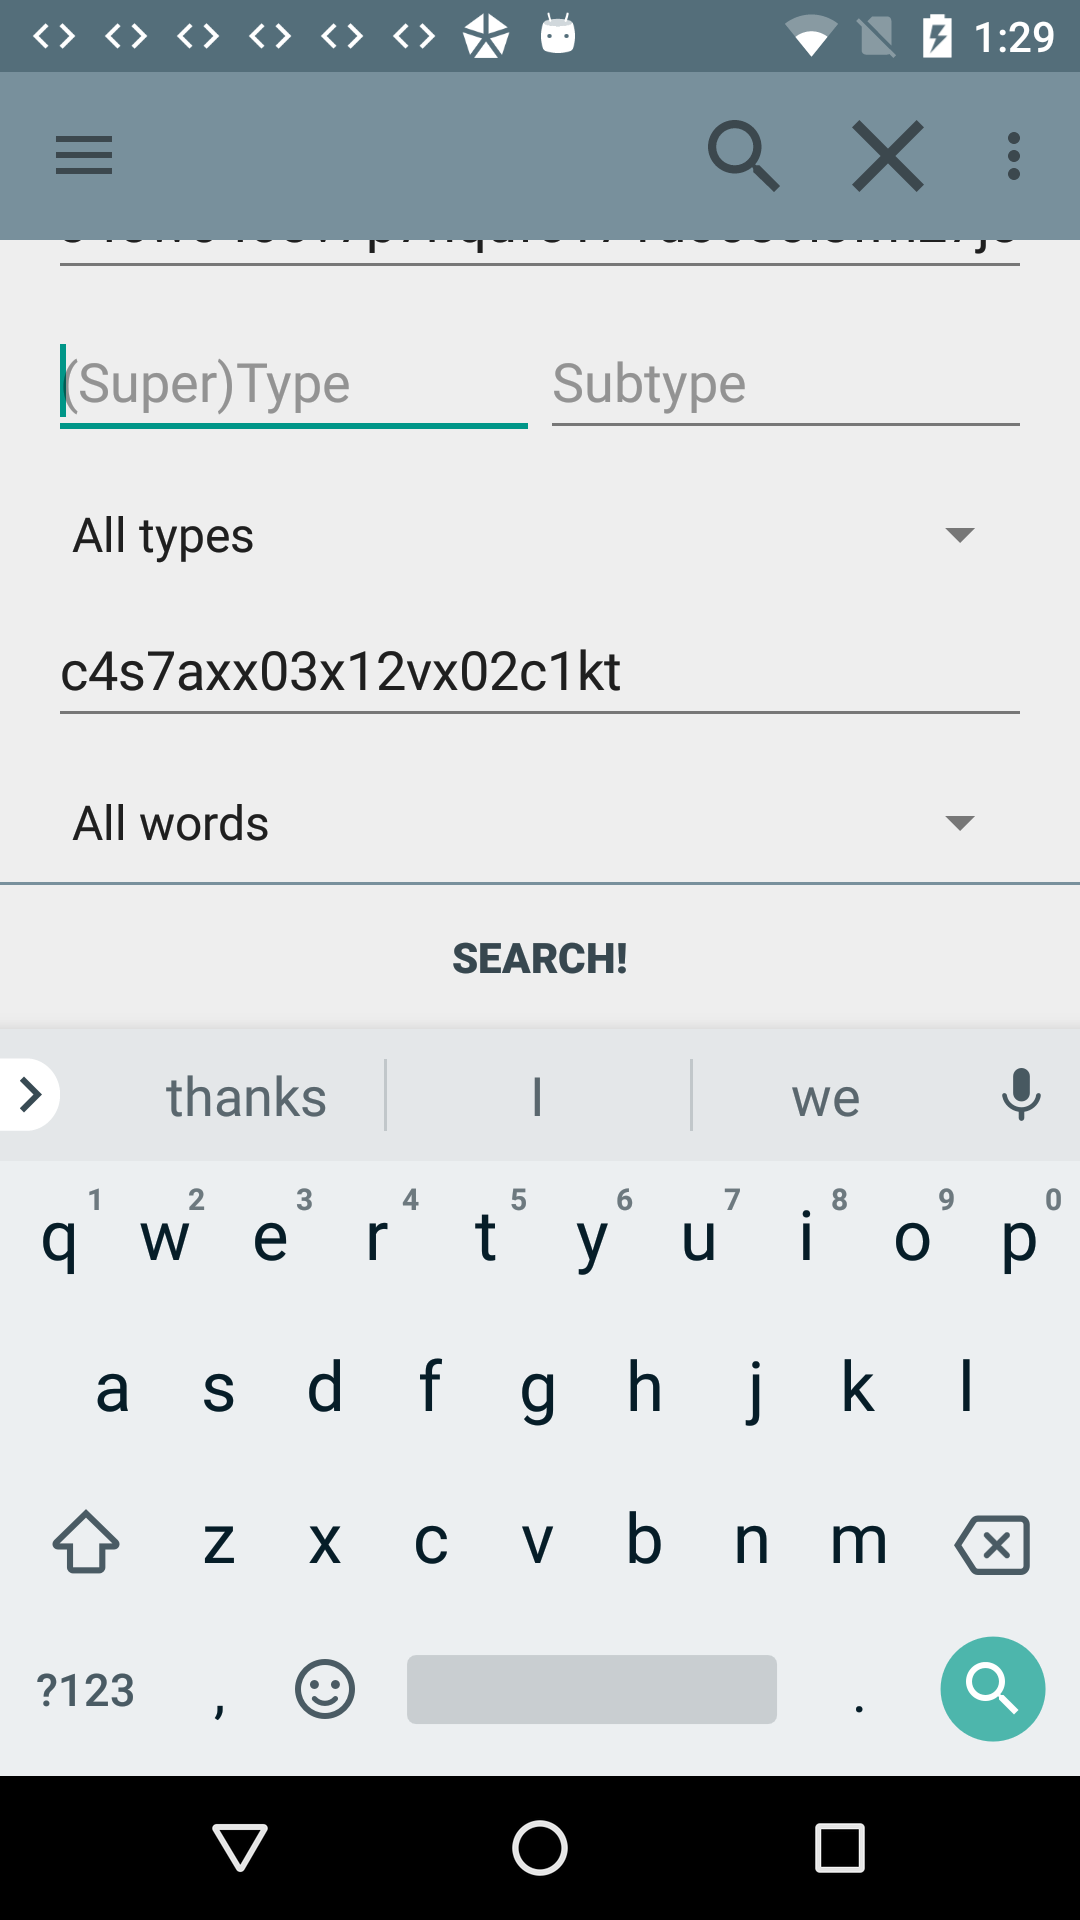 1:29
(Super)Type Subtype
All types
c4s7axx03x12vx02c1kt
All words
SEARCH!
thanks I we
1 2 3 4 5 6 7 8 9 0
q w e r t y u i o p
a s d f g h j k l
z x c v b n m
?123 , .